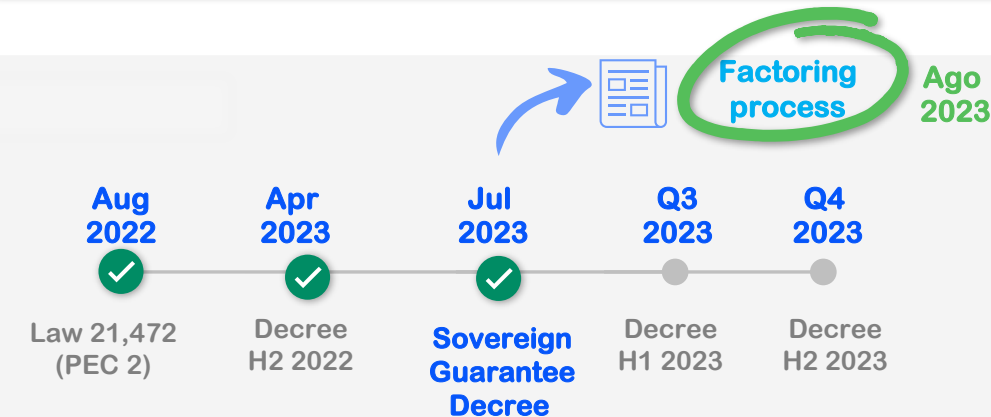 Factoring
process
Ago
2023
Aug
2022
Apr
2023
Jul
2023
Q3
2023
Q4
2023
Law 21,472
(PEC 2)
Decree
H2 2022
Sovereign
Guarantee
Decree
Decree
H1 2023
Decree
H2 2023